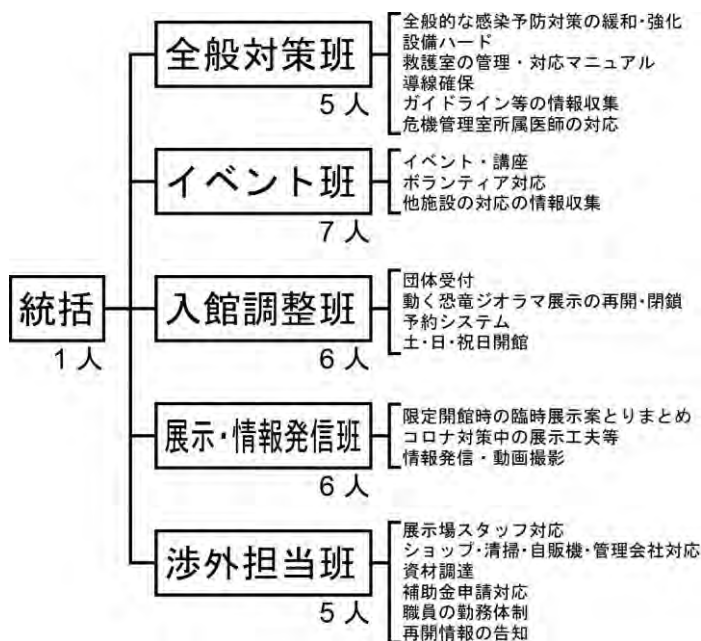 全般対策班
5人
全般的な感染予防対策の緩和・強化
設備ハード
救護室の管理・対応マニュアル
導線確保
ガイドライン等の情報収集
危機管理室所属医師の対応
イベント班
7人
イベント・講座
ボランティア対応
他施設の対応の情報収集
統括
1人
入館調整班
6人
団体受付
動く恐竜ジオラマ展示の再開・閉鎖
予約システム
土・日・祝日開館
展示・情報発信班
6人
限定開館時の臨時展示案とりまとめ
コロナ対策中の展示工夫等
情報発信・動画撮影
渉外担当班
5人
展示場スタッフ対応
ショップ・清掃・自販機・管理会社対応
資材調達
補助金申請対応
職員の勤務体制
再開情報の告知